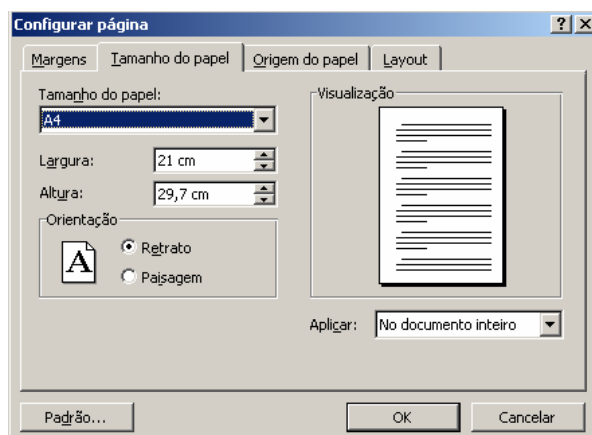 Configurar página
Margens Tamanho do papel Origem do papel Layout
Tamanho do papel:
A4
Largura: 21 cm
Altura: 29,7 cm
Orientação
A
Retrato
Paisagem
Visualização
Aplicar: No documento inteiro
Padrão... OK Cancelar